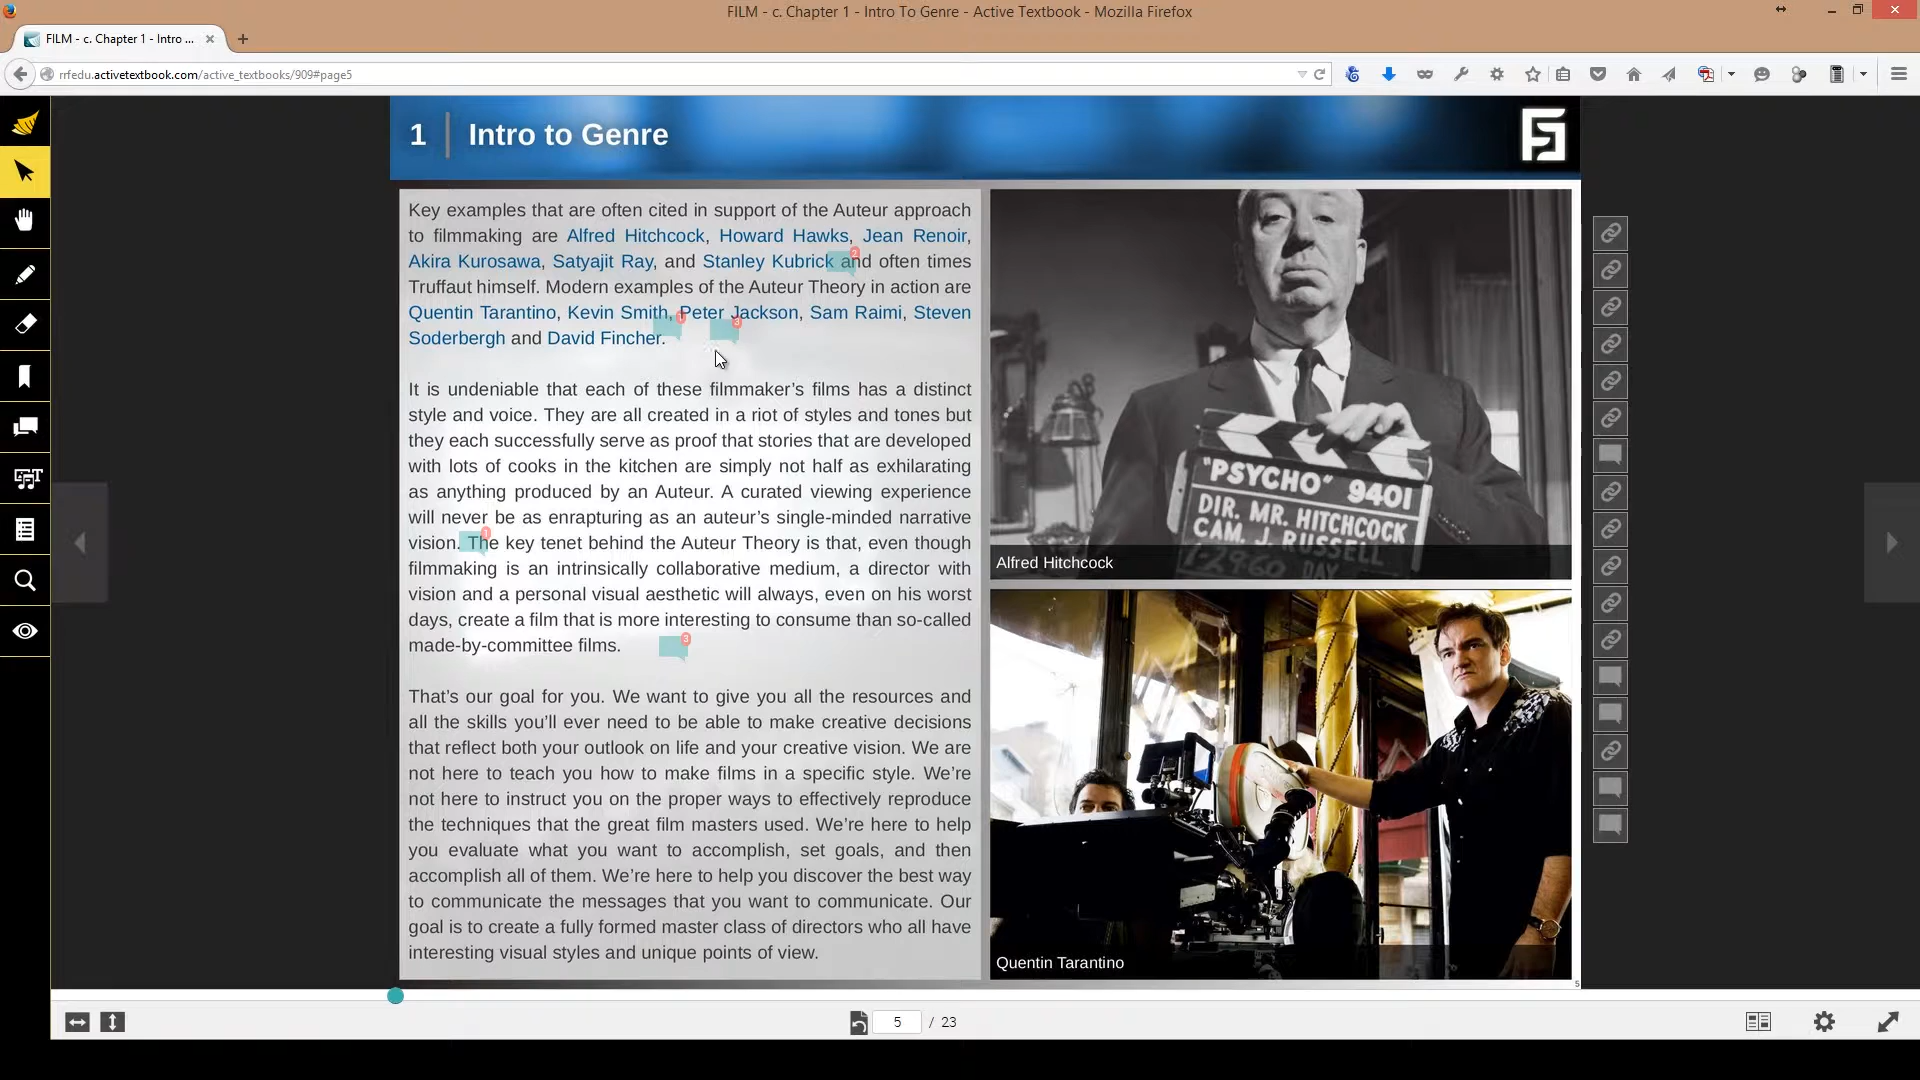 FILM - c. Chapter 1 - Intro To Genre - Active Textbook - Mozilla Firefox
FILM - c. Chapter 1 - Intro ...
rrfedu.activetextbook.com/active_textbooks/909#page5
1 Intro to Genre
Key examples that are often cited in support of the Auteur approach
to filmmaking are Alfred Hitchcock, Howard Hawks, Jean Renoir,
Akira Kurosawa, Satyajit Ray, and Stanley Kubrick and often times
Truffaut himself. Modern examples of the Auteur Theory in action are
Quentin Tarantino, Kevin Smith, Peter Jackson, Sam Raimi, Steven
Soderbergh and David Fincher.
It is undeniable that each of these filmmaker's films has a distinct
style and voice. They are all created in a riot of styles and tones but
they each successfully serve as proof that stories that are developed
with lots of cooks in the kitchen are simply not half as exhilarating
as anything produced by an Auteur. A curated viewing experience
will never be as enrapturing as an auteur's single-minded narrative
vision. The key tenet behind the Auteur Theory is that, even though
filmmaking is an intrinsically collaborative medium, a director with
vision and a personal visual aesthetic will always, even on his worst
days, create a film that is more interesting to consume than so-called
made-by-committee films.
That's our goal for you. We want to give you all the resources and
all the skills you'll ever need to be able to make creative decisions
that reflect both your outlook on life and your creative vision. We are
not here to teach you how to make films in a specific style. We're
not here to instruct you on the proper ways to effectively reproduce
the techniques that the great film masters used. We're here to help
you evaluate what you want to accomplish, set goals, and then
accomplish all of them. We're here to help you discover the best way
to communicate the messages that you want to communicate. Our
goal is to create a fully formed master class of directors who all have
interesting visual styles and unique points of view.
"PSYCHO" 9401
DIR. MR. HITCHCOCK
CAM. J. RUSSELL
Alfred Hitchcock
Quentin Tarantino
5
5 / 23